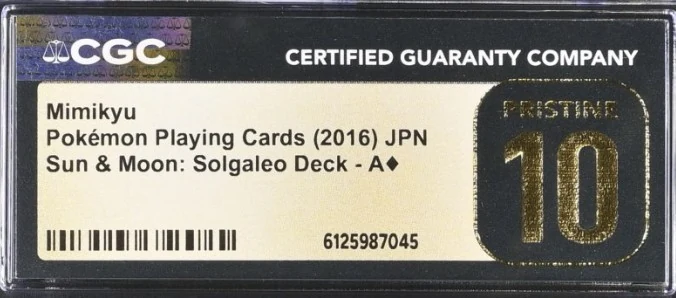 CGC
CERTIFIED GUARANTY COMPANY
Mimikyu
Pokémon Playing Cards (2016) JPN
Sun & Moon: Solgaleo Deck - A♦
6125987045
PRISTINE
10